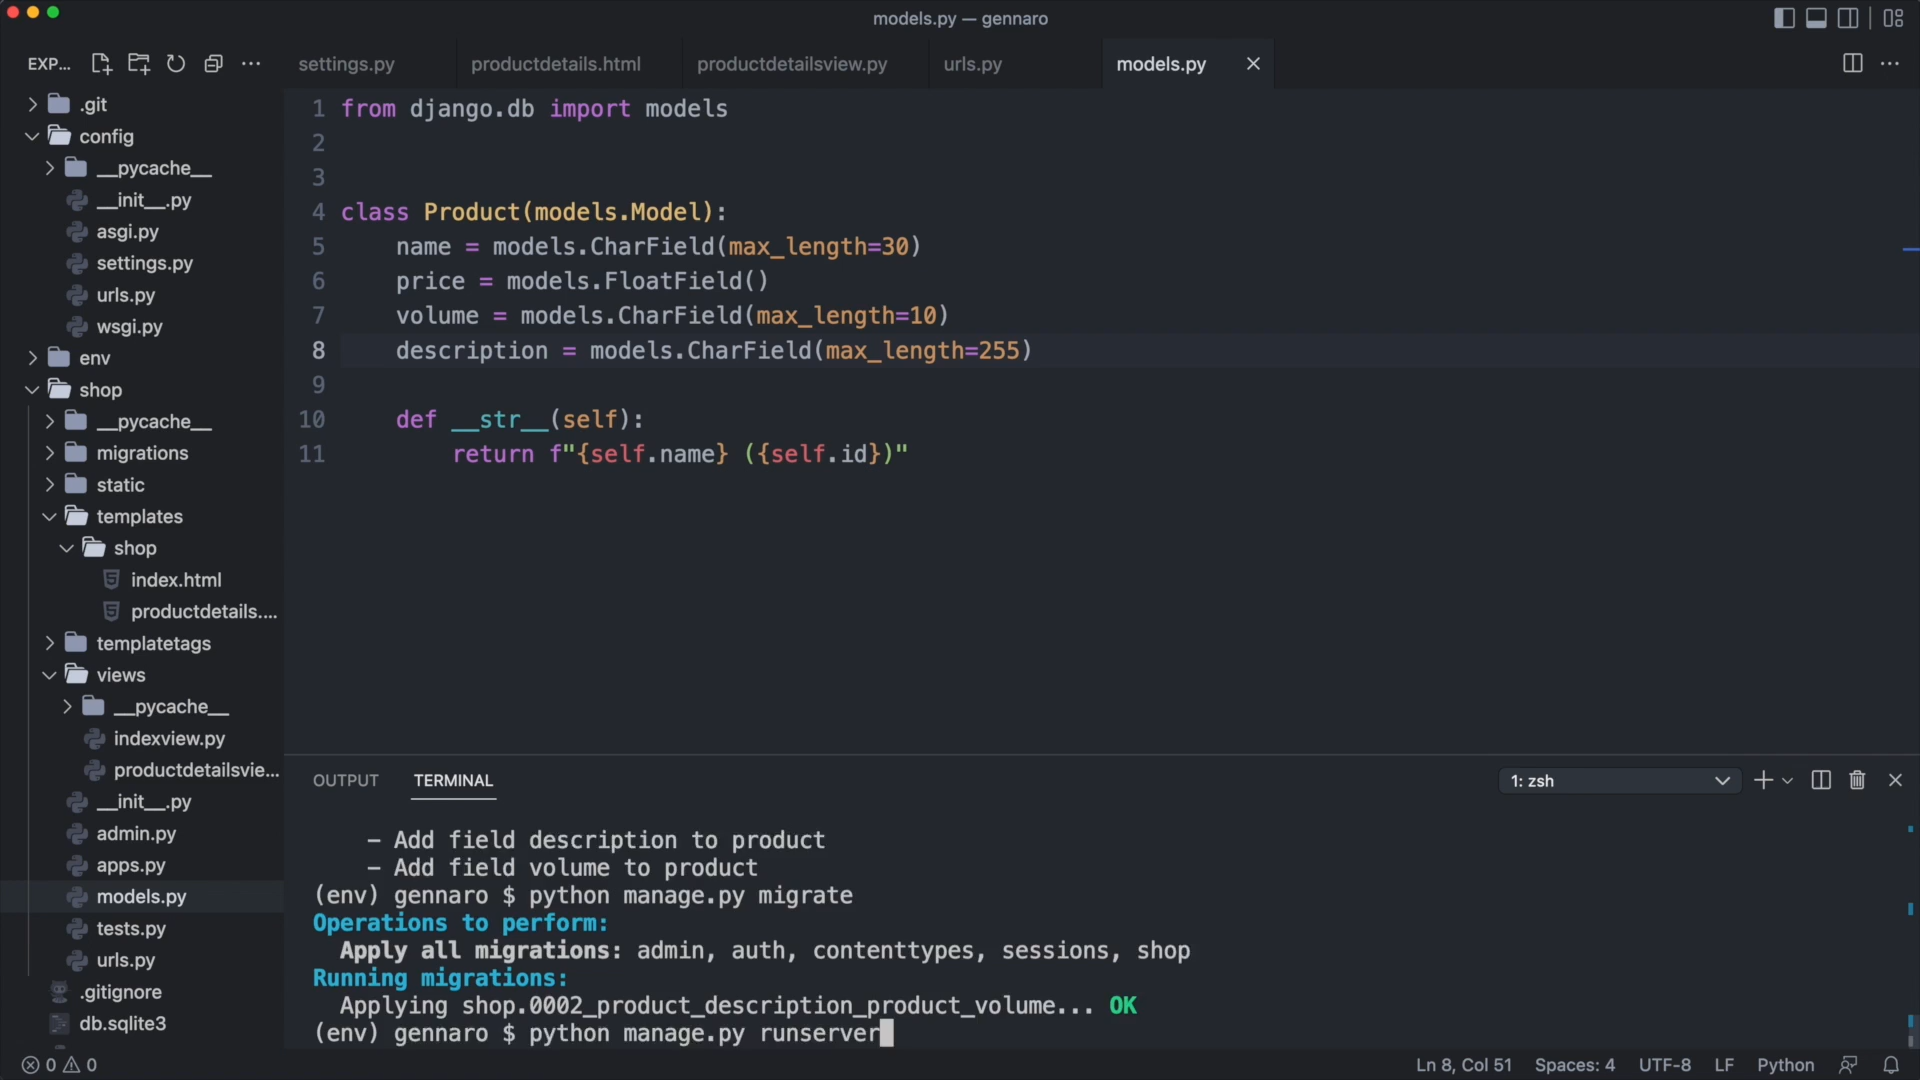 models.py — gennaro
EXP...
settings.py
productdetails.html
productdetailsview.py
urls.py
models.py
.git
config
__pycache__
__init__.py
asgi.py
settings.py
urls.py
wsgi.py
env
shop
__pycache__
migrations
static
templates
shop
index.html
productdetails....
templatetags
views
__pycache__
indexview.py
productdetailsvie...
__init__.py
admin.py
apps.py
models.py
tests.py
urls.py
.gitignore
db.sqlite3
1 from django.db import models
2
3
4 class Product(models.Model):
5     name = models.CharField(max_length=30)
6     price = models.FloatField()
7     volume = models.CharField(max_length=10)
8     description = models.CharField(max_length=255)
9
10     def __str__(self):
11         return f"{self.name} ({self.id})"
OUTPUT TERMINAL
1: zsh
– Add field description to product
– Add field volume to product
(env) gennaro $ python manage.py migrate
Operations to perform:
Apply all migrations: admin, auth, contenttypes, sessions, shop
Running migrations:
Applying shop.0002_product_description_product_volume... OK
(env) gennaro $ python manage.py runserver
0 0
Ln 8, Col 51 Spaces: 4 UTF-8 LF Python